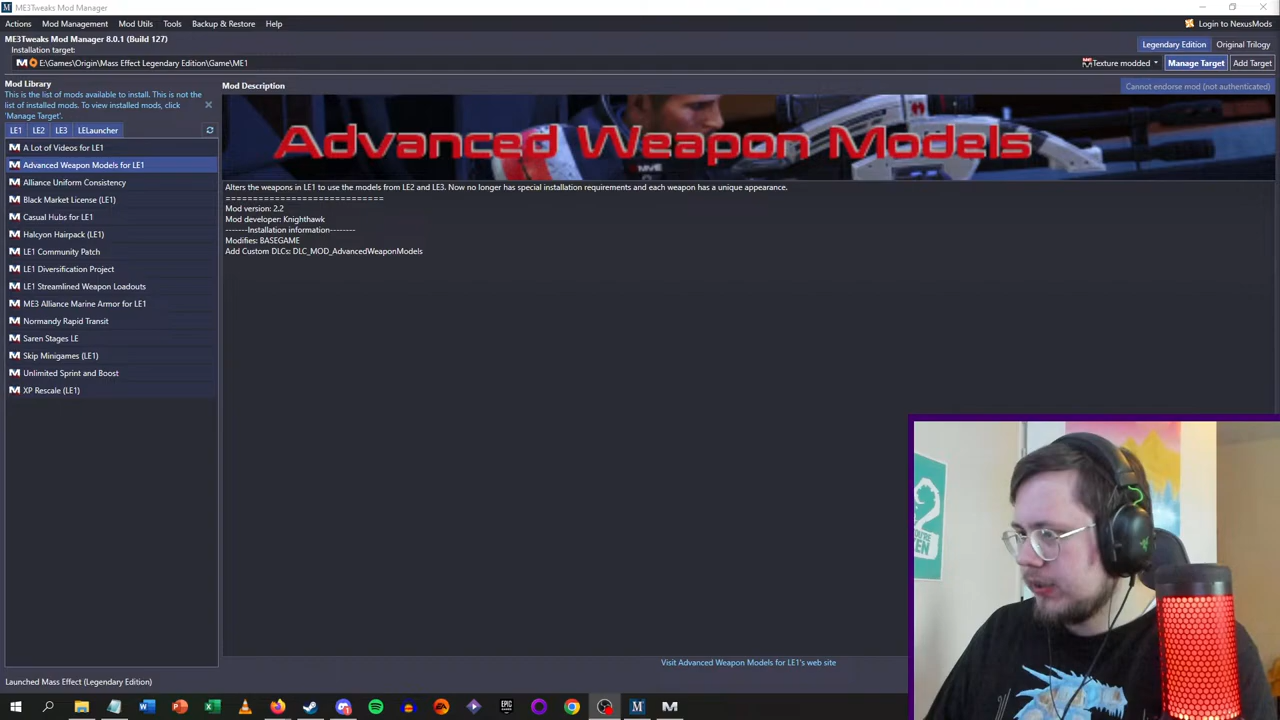 ME3Tweaks Mod Manager
Actions Mod Management Mod Utils Tools Backup & Restore Help
Login to NexusMods
ME3Tweaks Mod Manager 8.0.1 (Build 127)
Legendary Edition Original Trilogy
Installation target:
E:\Games\Origin\Mass Effect Legendary Edition\Game\ME1
Texture modded
Manage Target Add Target
Mod Library
This is the list of mods available to install. This is not the
list of installed mods. To view installed mods, click
'Manage Target'.
LE1 LE2 LE3 LELauncher
A Lot of Videos for LE1
Advanced Weapon Models for LE1
Alliance Uniform Consistency
Black Market License (LE1)
Casual Hubs for LE1
Halcyon Hairpack (LE1)
LE1 Community Patch
LE1 Diversification Project
LE1 Streamlined Weapon Loadouts
ME3 Alliance Marine Armor for LE1
Normandy Rapid Transit
Saren Stages LE
Skip Minigames (LE1)
Unlimited Sprint and Boost
XP Rescale (LE1)
Mod Description
Cannot endorse mod (not authenticated)
Advanced Weapon Models
Alters the weapons in LE1 to use the models from LE2 and LE3. Now no longer has special installation requirements and each weapon has a unique appearance.
============================
Mod version: 2.2
Mod developer: Knighthawk
-------Installation information--------
Modifies: BASEGAME
Add Custom DLCs: DLC_MOD_AdvancedWeaponModels
Visit Advanced Weapon Models for LE1's web site
Launched Mass Effect (Legendary Edition)